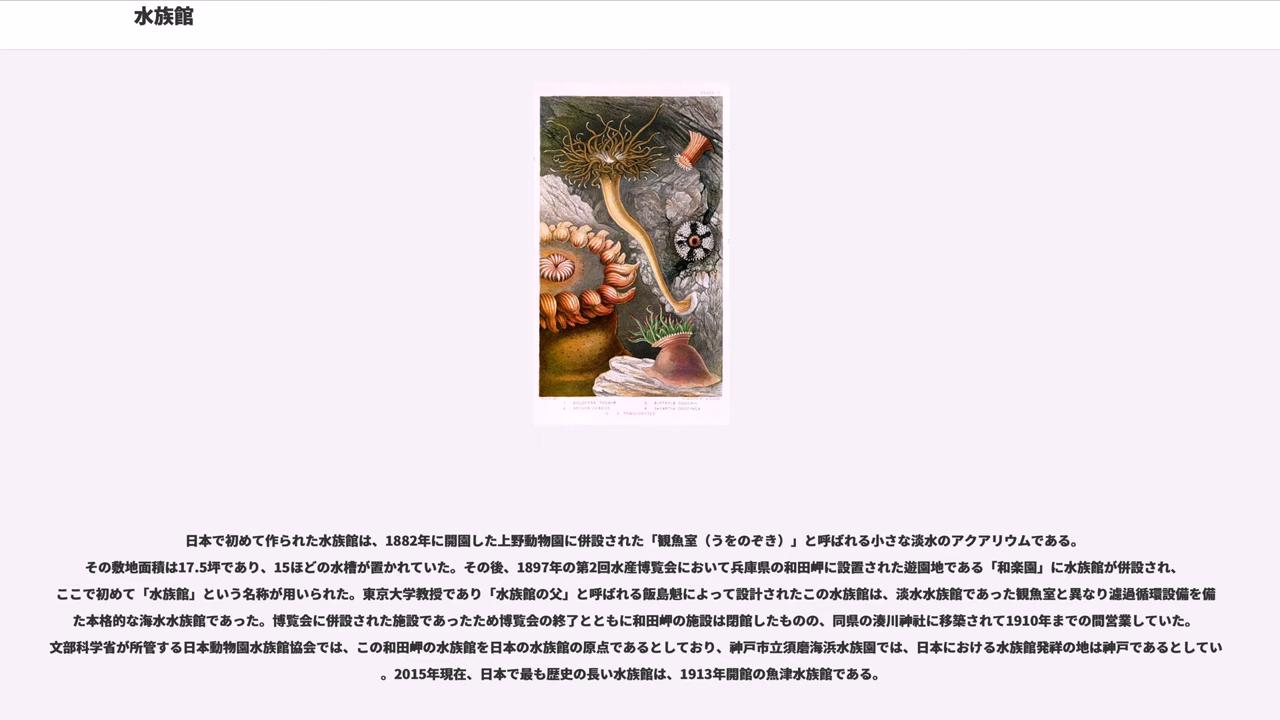 水族館
日本で初めて作られた水族館は、1882年に開園した上野動物園に併設された「観魚室（うをのぞき）」と呼ばれる小さな淡水のアクアリウムである。
その敷地面積は17.5坪であり、15ほどの水槽が置かれていた。その後、1897年の第2回水産博覧会において兵庫県の和田岬に設置された遊園地である「和楽園」に水族館が併設され、
ここで初めて「水族館」という名称が用いられた。東京大学教授であり「水族館の父」と呼ばれる飯島魁によって設計されたこの水族館は、淡水水族館であった観魚室と異なり濾過循環設備を備
た本格的な海水水族館であった。博覧会に併設された施設であったため博覧会の終了とともに和田岬の施設は閉館したものの、同県の湊川神社に移築されて1910年までの間営業していた。
文部科学省が所管する日本動物園水族館協会では、この和田岬の水族館を日本の水族館の原点であるとしており、神戸市立須磨海浜水族園では、日本における水族館発祥の地は神戸であるとしてい
。2015年現在、日本で最も歴史の長い水族館は、1913年開館の魚津水族館である。